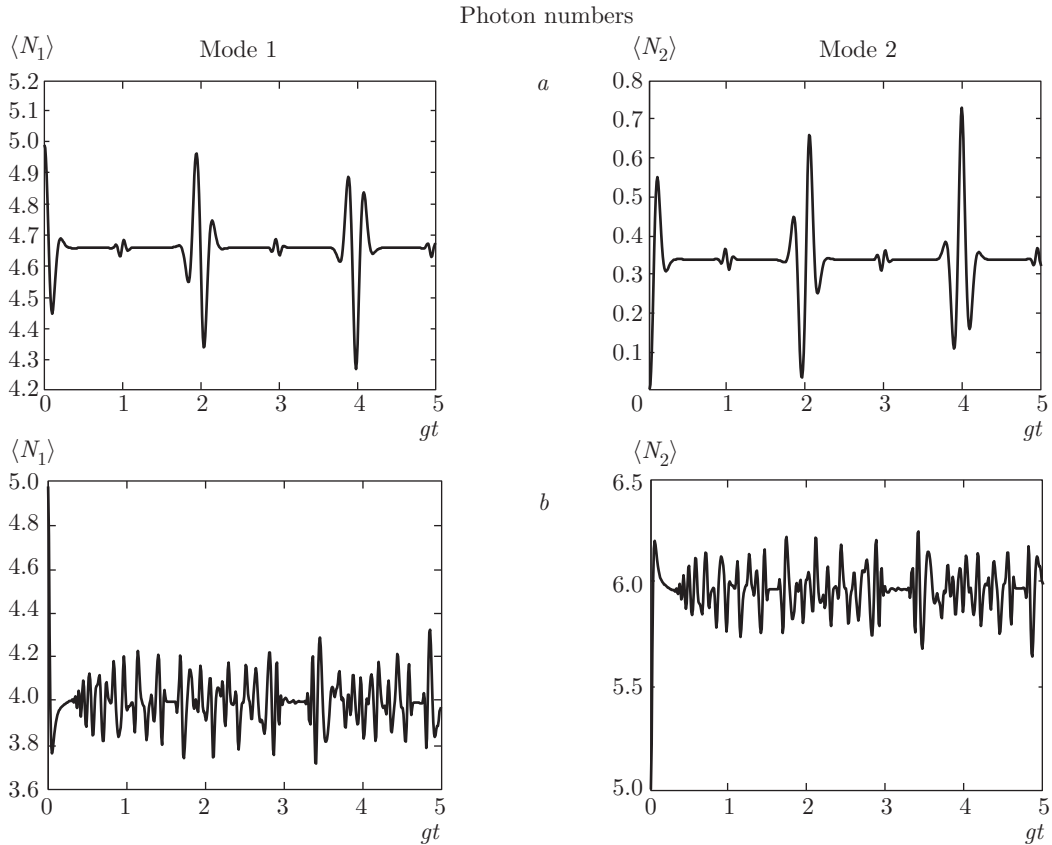 Photon numbers
⟨N₁⟩ Mode 1
5.2
5.1
5.0
4.9
4.8
4.7
4.6
4.5
4.4
4.3
4.2
0 1 2 3 4 5
gt
a
⟨N₂⟩ Mode 2
0.8
0.7
0.6
0.5
0.4
0.3
0.2
0.1
0
0 1 2 3 4 5
gt
⟨N₁⟩
5.0
4.8
4.6
4.4
4.2
4.0
3.8
3.6
0 1 2 3 4 5
gt
b
⟨N₂⟩
6.5
6.0
5.5
5.0
0 1 2 3 4 5
gt